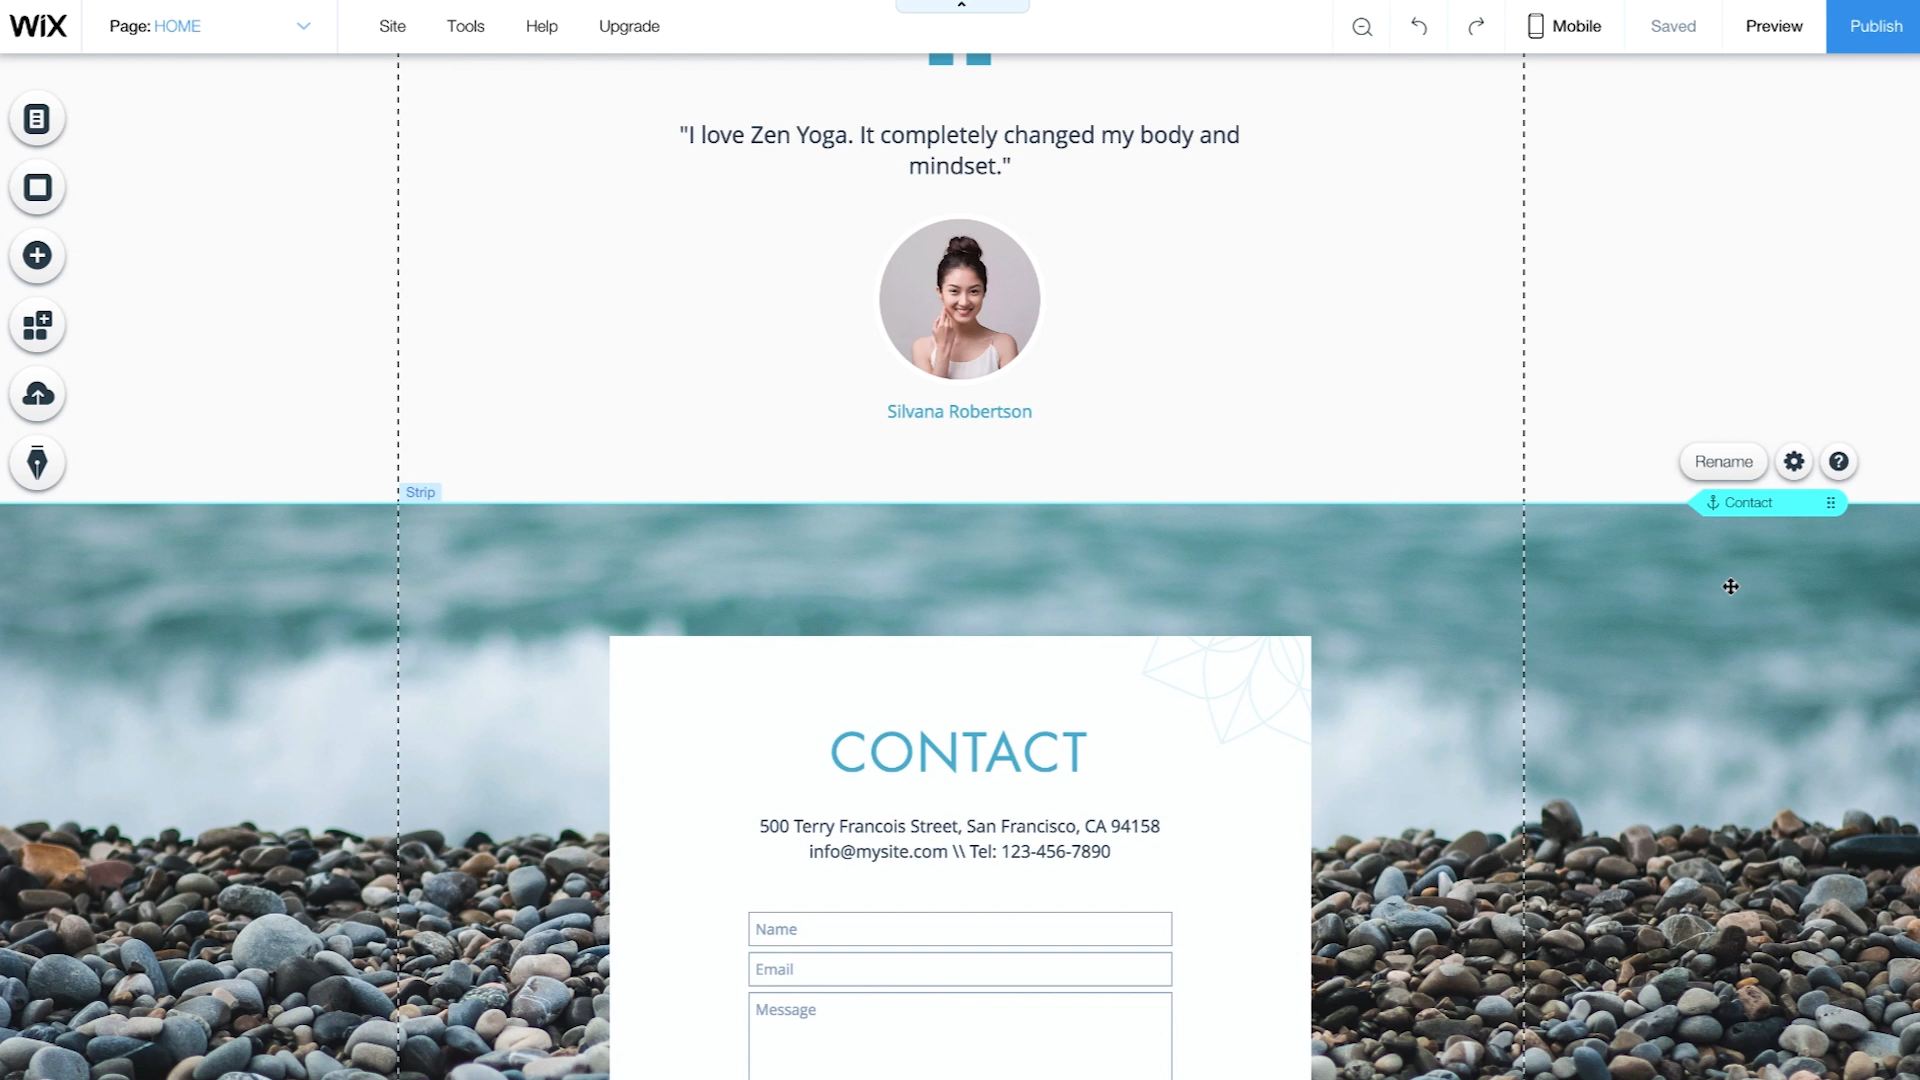 WiX
Page: HOME
Site
Tools
Help
Upgrade
Mobile
Saved
Preview
Publish
"I love Zen Yoga. It completely changed my body and
mindset."
Silvana Robertson
Rename
?
Strip
Contact
CONTACT
500 Terry Francois Street, San Francisco, CA 94158
info@mysite.com \\ Tel: 123-456-7890
Name
Email
Message